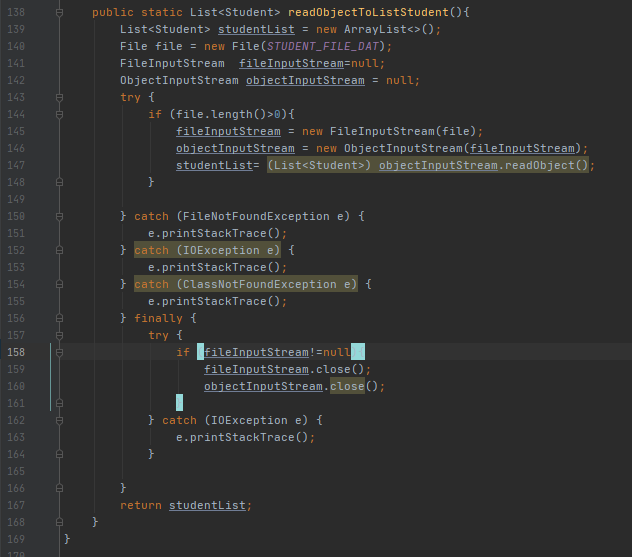 138 public static List<Student> readObjectToListStudent(){
139 List<Student> studentList = new ArrayList<>();
140 File file = new File(STUDENT_FILE_DAT);
141 FileInputStream  fileInputStream=null;
142 ObjectInputStream objectInputStream = null;
143 try {
144 if (file.length()>0){
145 fileInputStream = new FileInputStream(file);
146 objectInputStream = new ObjectInputStream(fileInputStream);
147 studentList= (List<Student>) objectInputStream.readObject();
148 }
149
150 } catch (FileNotFoundException e) {
151 e.printStackTrace();
152 } catch (IOException e) {
153 e.printStackTrace();
154 } catch (ClassNotFoundException e) {
155 e.printStackTrace();
156 } finally {
157 try {
158 if (fileInputStream!=null){
159 fileInputStream.close();
160 objectInputStream.close();
161 }
162 } catch (IOException e) {
163 e.printStackTrace();
164 }
165
166 }
167 return studentList;
168 }
169 }